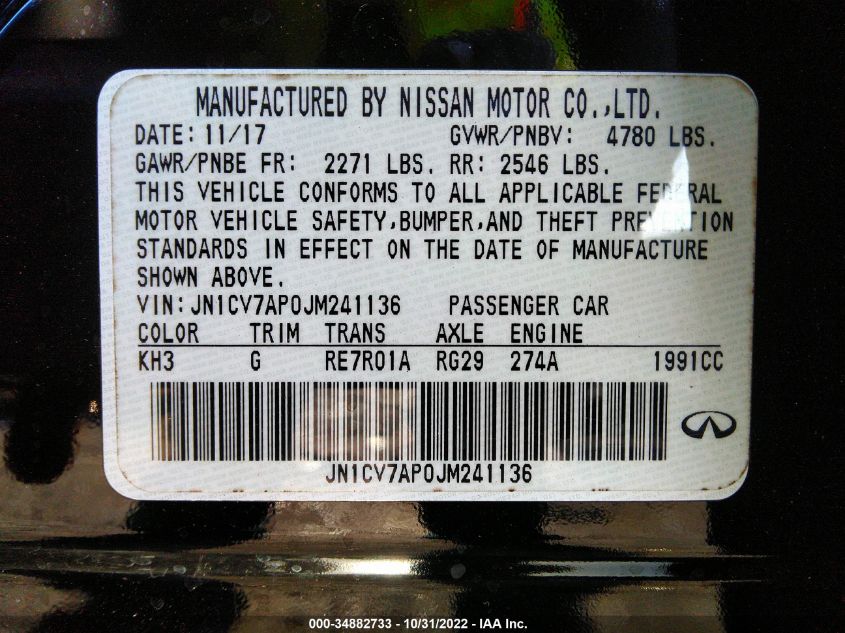 MANUFACTURED BY NISSAN MOTOR CO.,LTD.
DATE: 11/17 GVWR/PNBV: 4780 LBS.
GAWR/PNBE FR: 2271 LBS. RR: 2546 LBS.
THIS VEHICLE CONFORMS TO ALL APPLICABLE FEDERAL
MOTOR VEHICLE SAFETY,BUMPER,AND THEFT PREVENTION
STANDARDS IN EFFECT ON THE DATE OF MANUFACTURE
SHOWN ABOVE.
VIN:JN1CV7AP0JM241136 PASSENGER CAR
COLOR TRIM TRANS AXLE ENGINE
KH3 G RE7R01A RG29 274A 1991CC
JN1CV7AP0JM241136
000-34882733 - 10/31/2022 - IAA Inc.